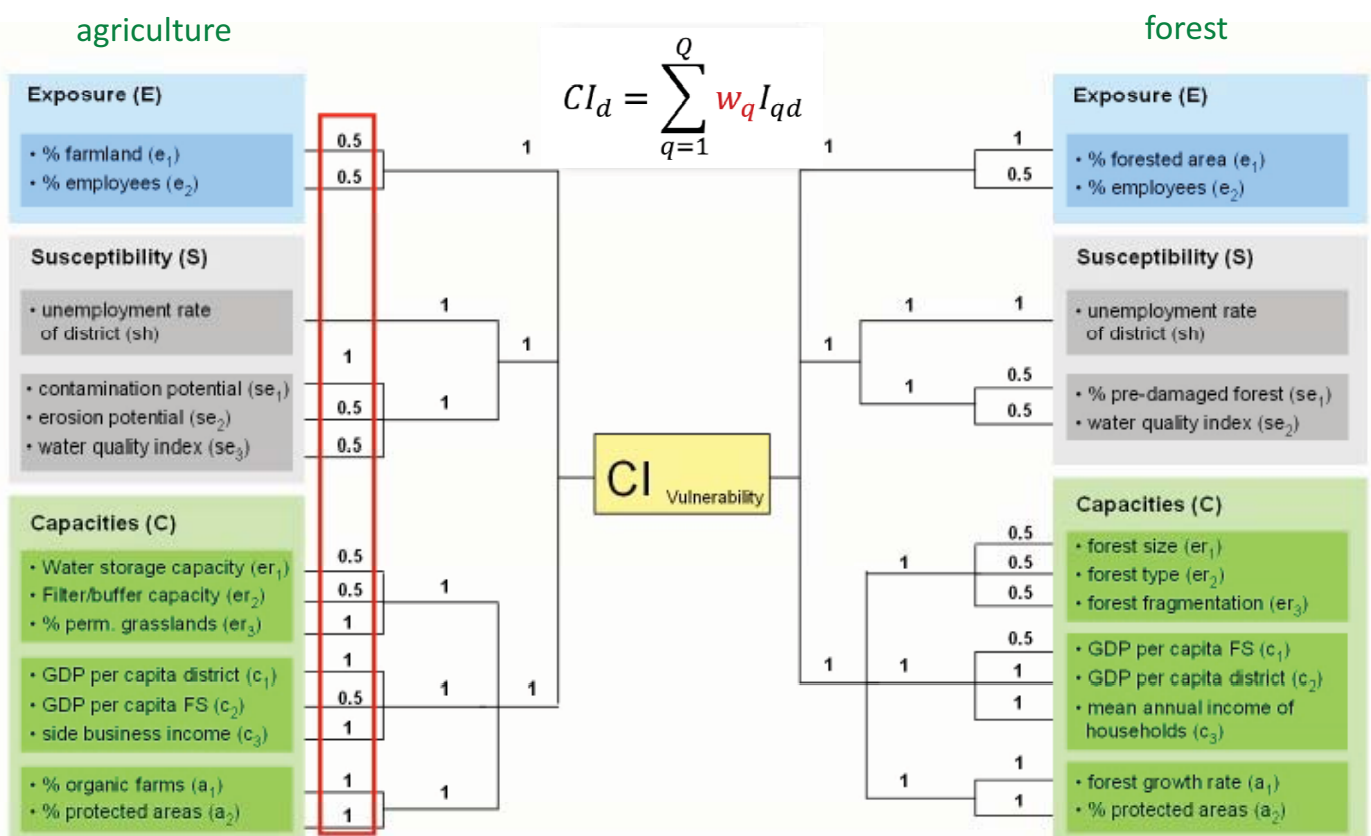 agriculture
forest
CI_d = \sum_{q=1}^{Q} w_q I_{qd}
Exposure (E)
• % farmland (e₁)
• % employees (e₂)
0.5
0.5
1
Susceptibility (S)
• unemployment rate
of district (sh)
• contamination potential (se₁)
• erosion potential (se₂)
• water quality index (se₃)
1
0.5
0.5
1
1
1
Capacities (C)
• Water storage capacity (er₁)
• Filter/buffer capacity (er₂)
• % perm. grasslands (er₃)
0.5
0.5
1
1
• GDP per capita district (c₁)
• GDP per capita FS (c₂)
• side business income (c₃)
1
0.5
1
1
1
• % organic farms (a₁)
• % protected areas (a₂)
1
1
1
CI Vulnerability
Exposure (E)
• % forested area (e₁)
• % employees (e₂)
1
1
0.5
Susceptibility (S)
• unemployment rate
of district (sh)
• % pre-damaged forest (se₁)
• water quality index (se₂)
1
1
1
1
0.5
0.5
Capacities (C)
• forest size (er₁)
• forest type (er₂)
• forest fragmentation (er₃)
1
0.5
0.5
0.5
• GDP per capita FS (c₁)
• GDP per capita district (c₂)
• mean annual income of
households (c₃)
1
1
0.5
1
1
• forest growth rate (a₁)
• % protected areas (a₂)
1
1
1